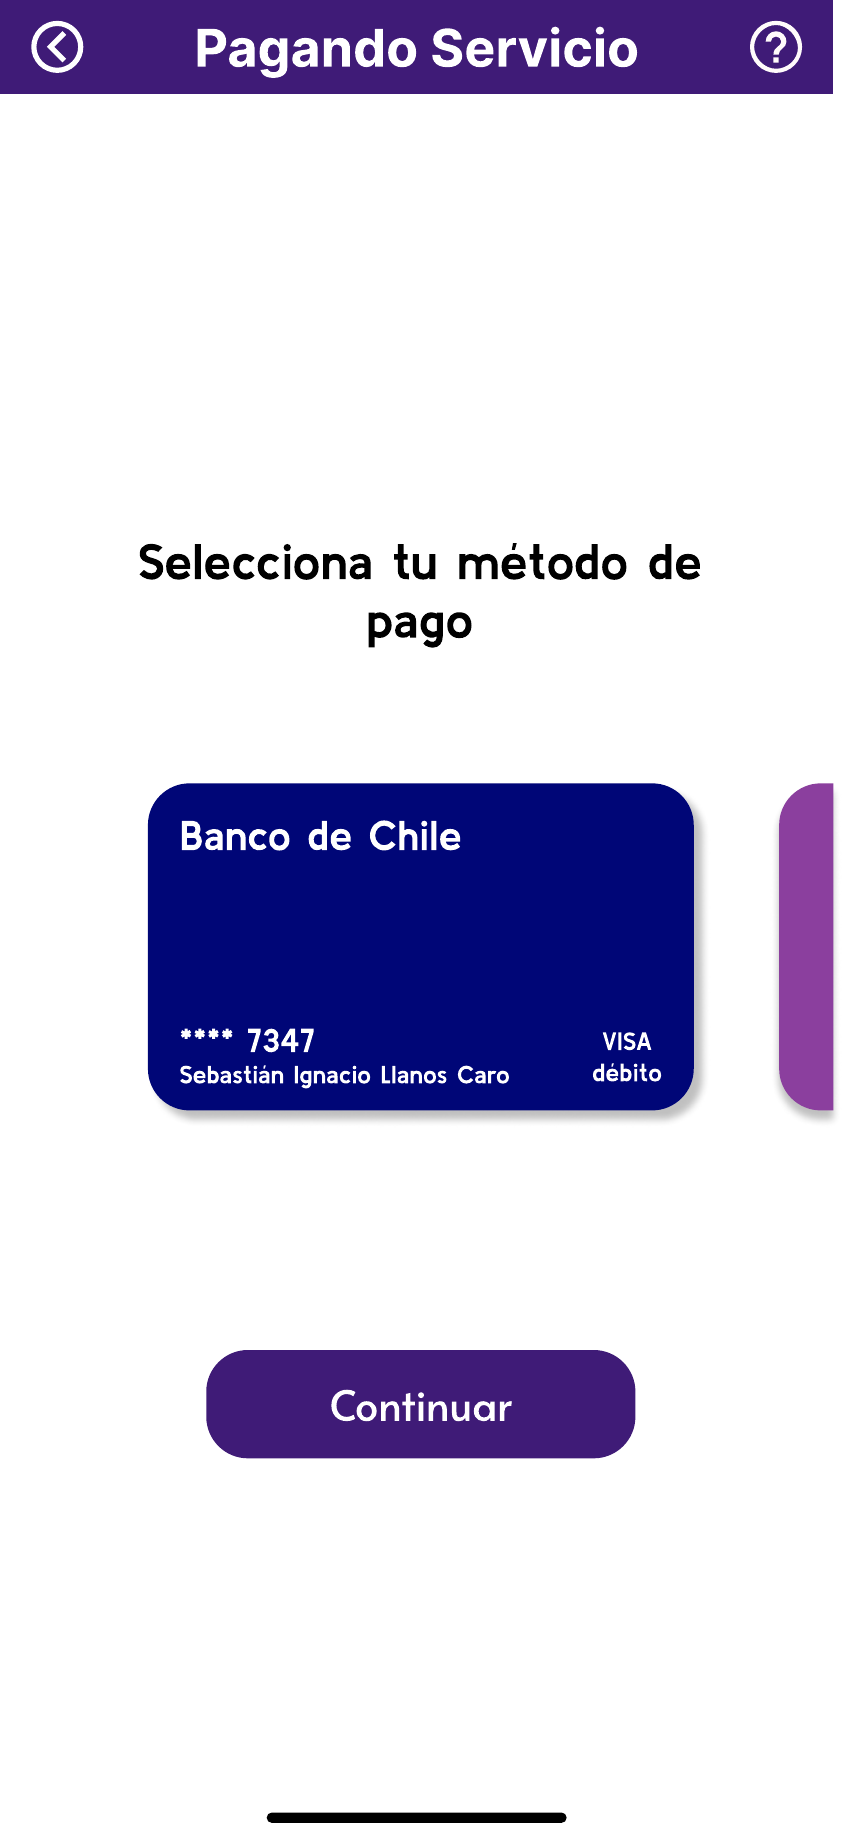 Pagando Servicio
Selecciona tu método de
pago
Banco de Chile
**** 7347
Sebastián Ignacio Llanos Caro
VISA
débito
Continuar